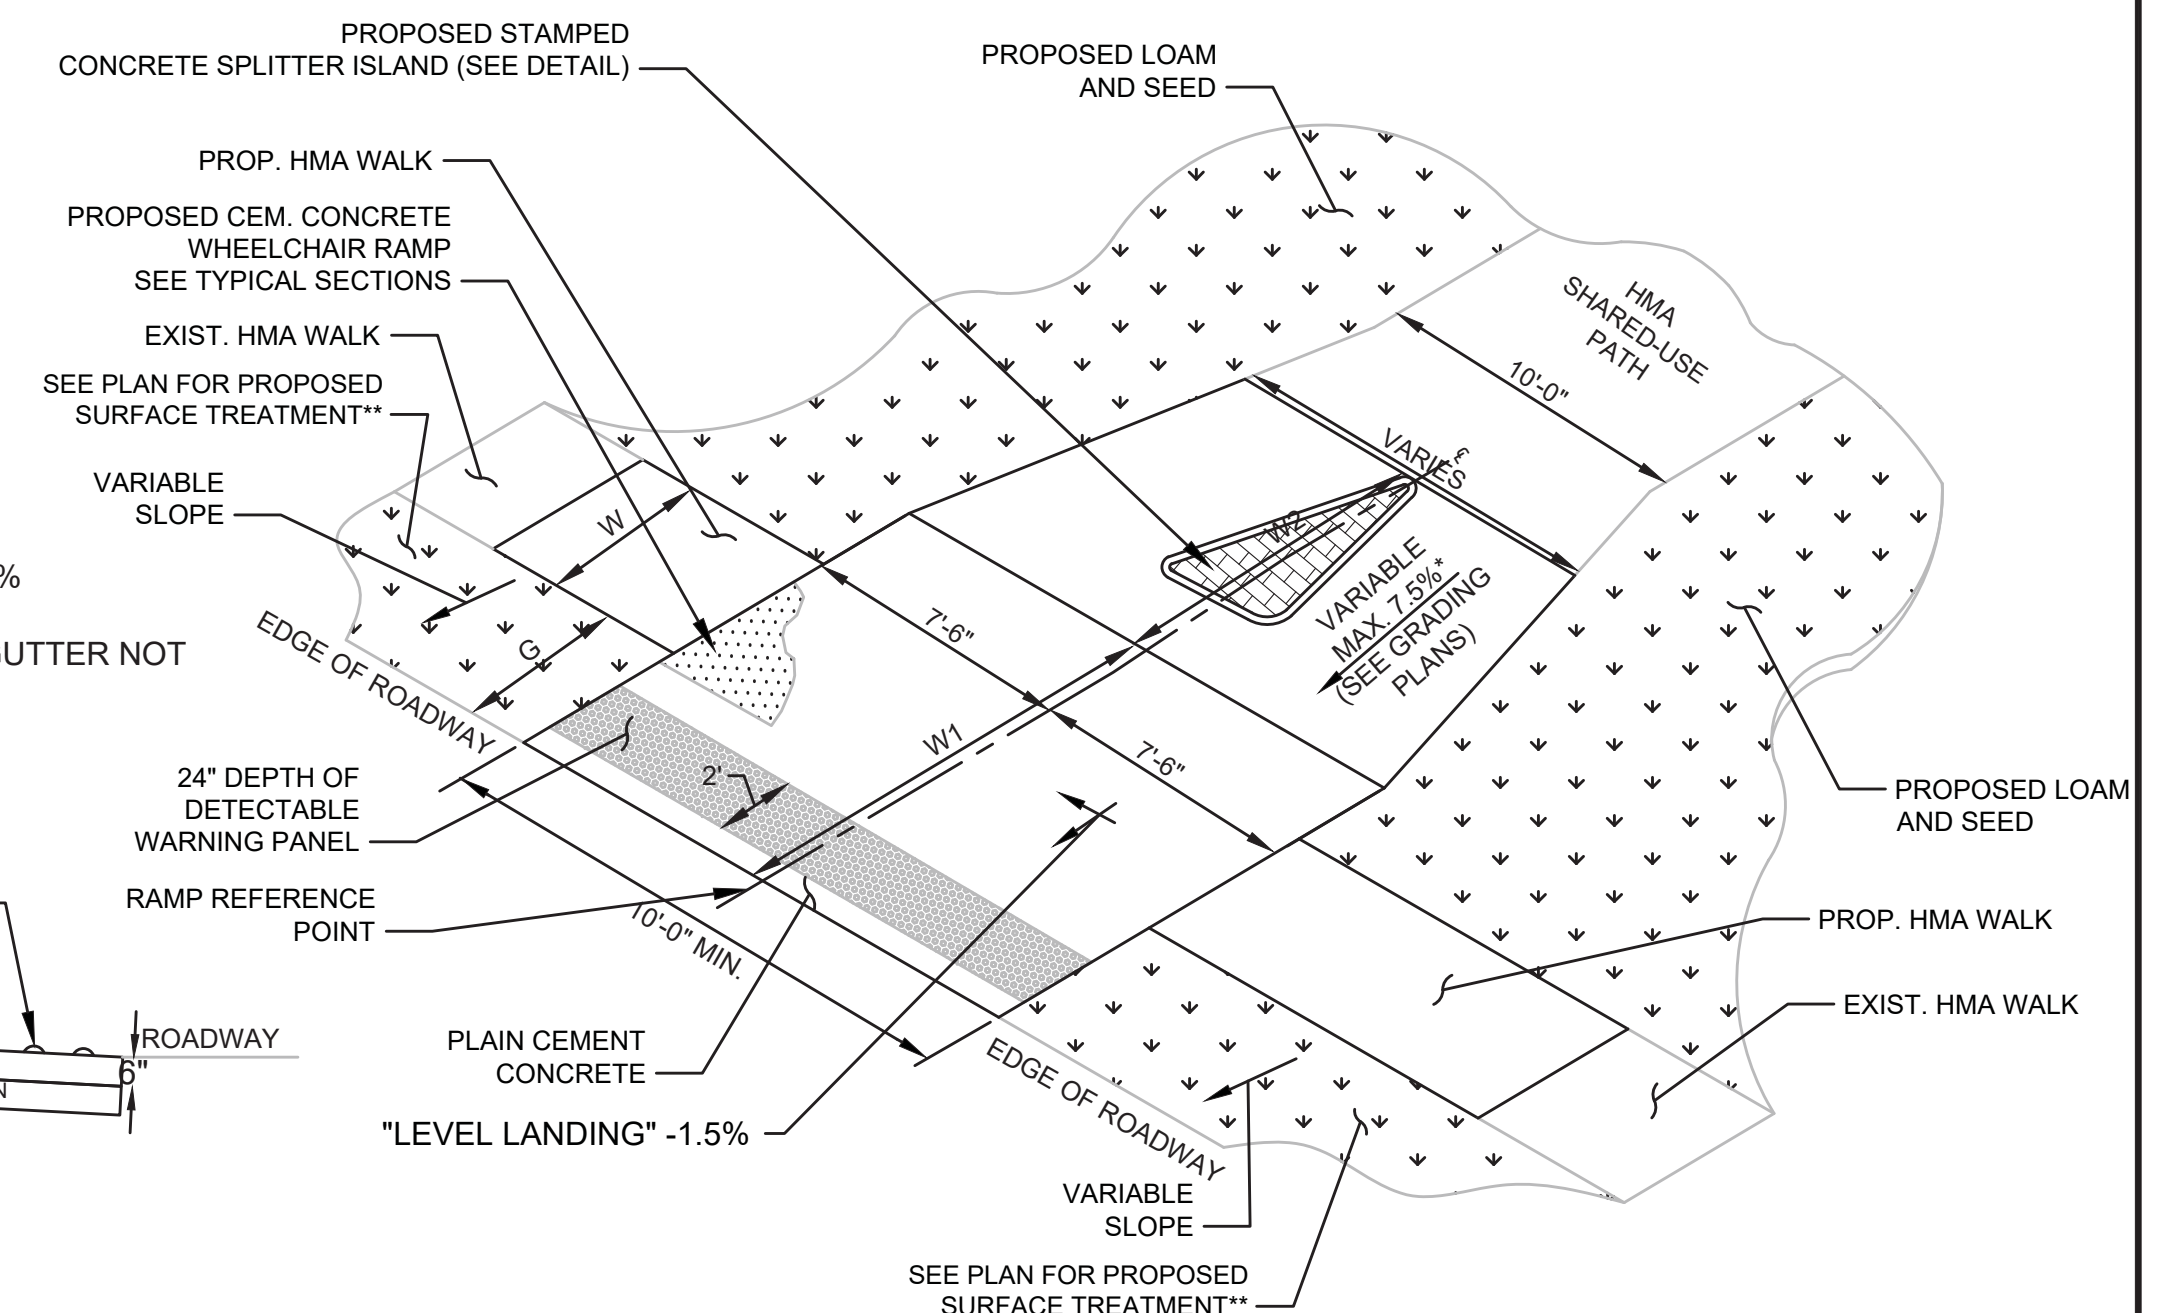 PROPOSED STAMPED
CONCRETE SPLITTER ISLAND (SEE DETAIL)
PROPOSED LOAM
AND SEED
PROP. HMA WALK
PROPOSED CEM. CONCRETE
WHEELCHAIR RAMP
SEE TYPICAL SECTIONS
EXIST. HMA WALK
SEE PLAN FOR PROPOSED
SURFACE TREATMENT**
VARIABLE
SLOPE
%
GUTTER NOT
EDGE OF ROADWAY
W
G
HMA
SHARED-USE
PATH
10'-0"
VARIES
℄
W2
VARIABLE
MAX. 7.5%*
(SEE GRADING
PLANS)
7'-6"
W1
7'-6"
2'
24" DEPTH OF
DETECTABLE
WARNING PANEL
RAMP REFERENCE
POINT
10'-0" MIN.
PROPOSED LOAM
AND SEED
PROP. HMA WALK
EXIST. HMA WALK
ROADWAY
6"
N
PLAIN CEMENT
CONCRETE
"LEVEL LANDING" -1.5%
EDGE OF ROADWAY
VARIABLE
SLOPE
SEE PLAN FOR PROPOSED
SURFACE TREATMENT**